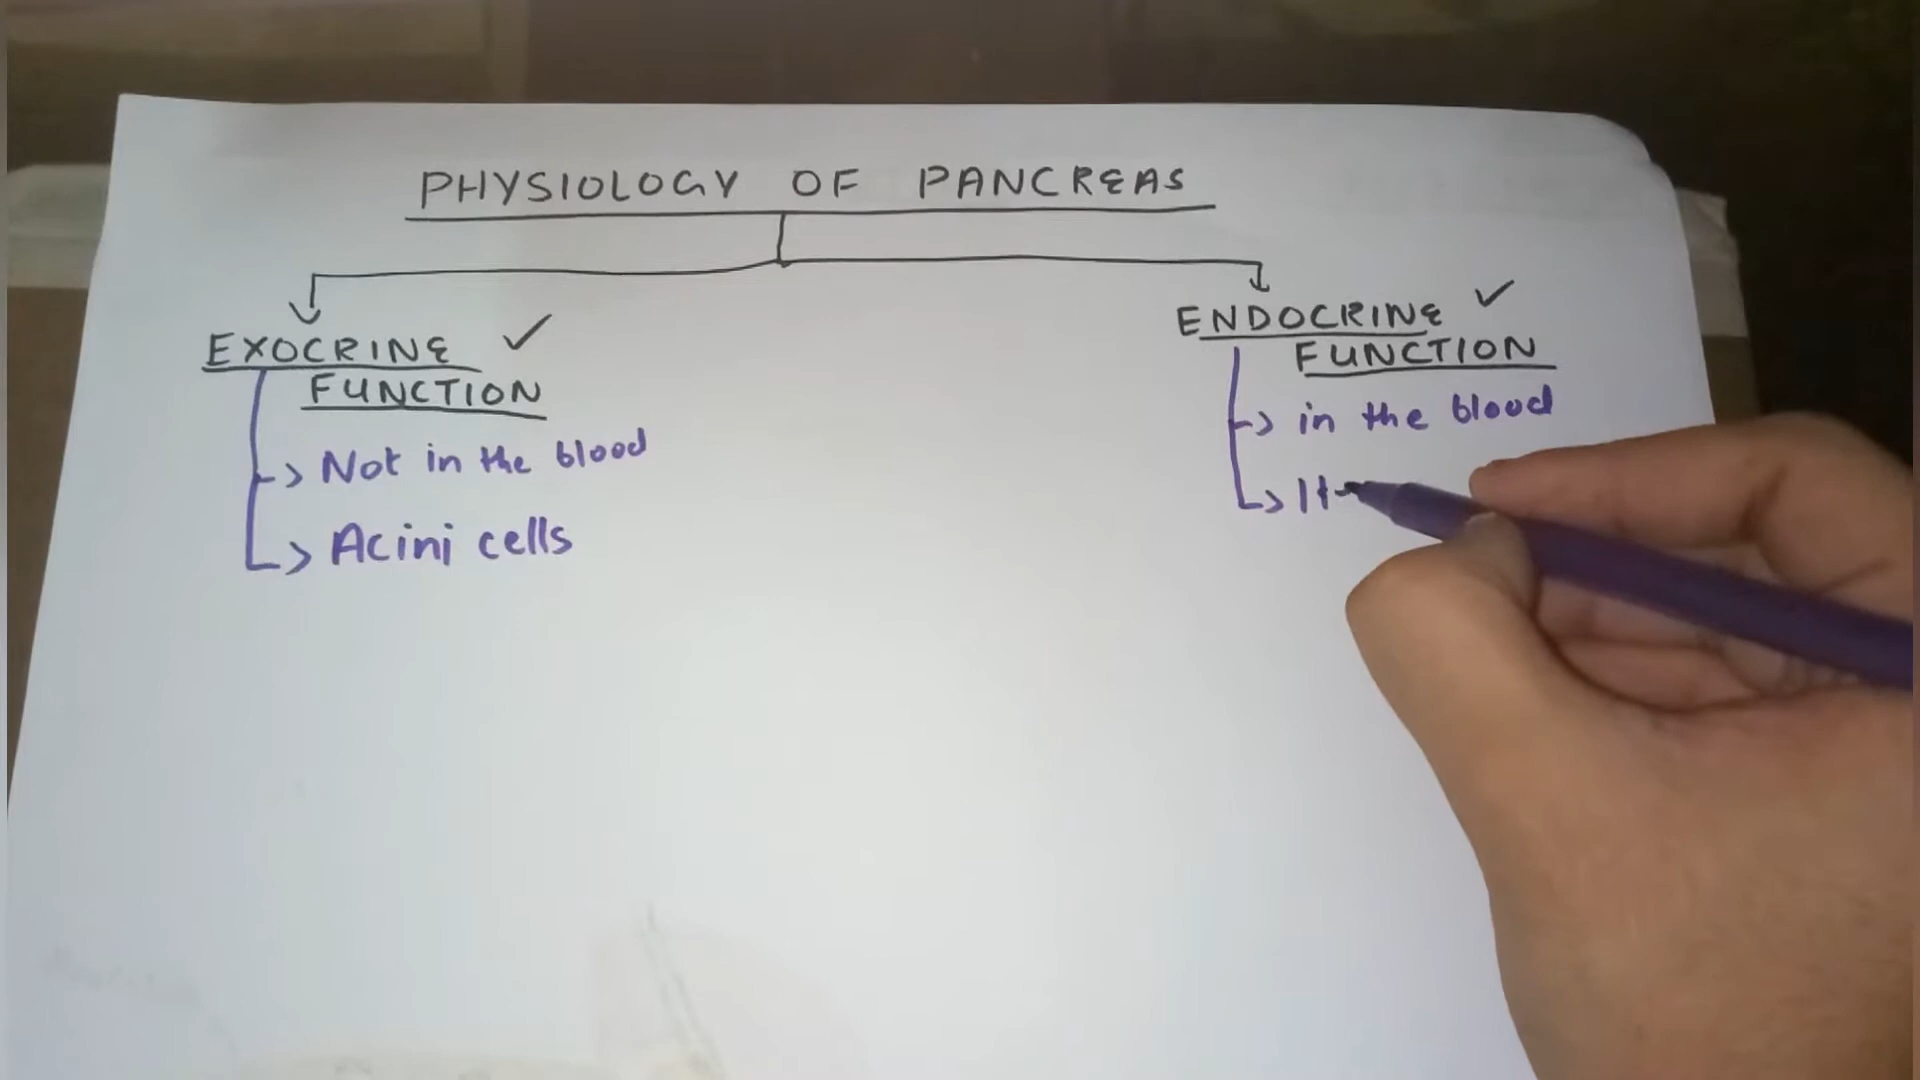 PHYSIOLOGY OF PANCREAS
EXOCRINE
FUNCTION
Not in the blood
Acini cells
ENDOCRINE
FUNCTION
in the blood